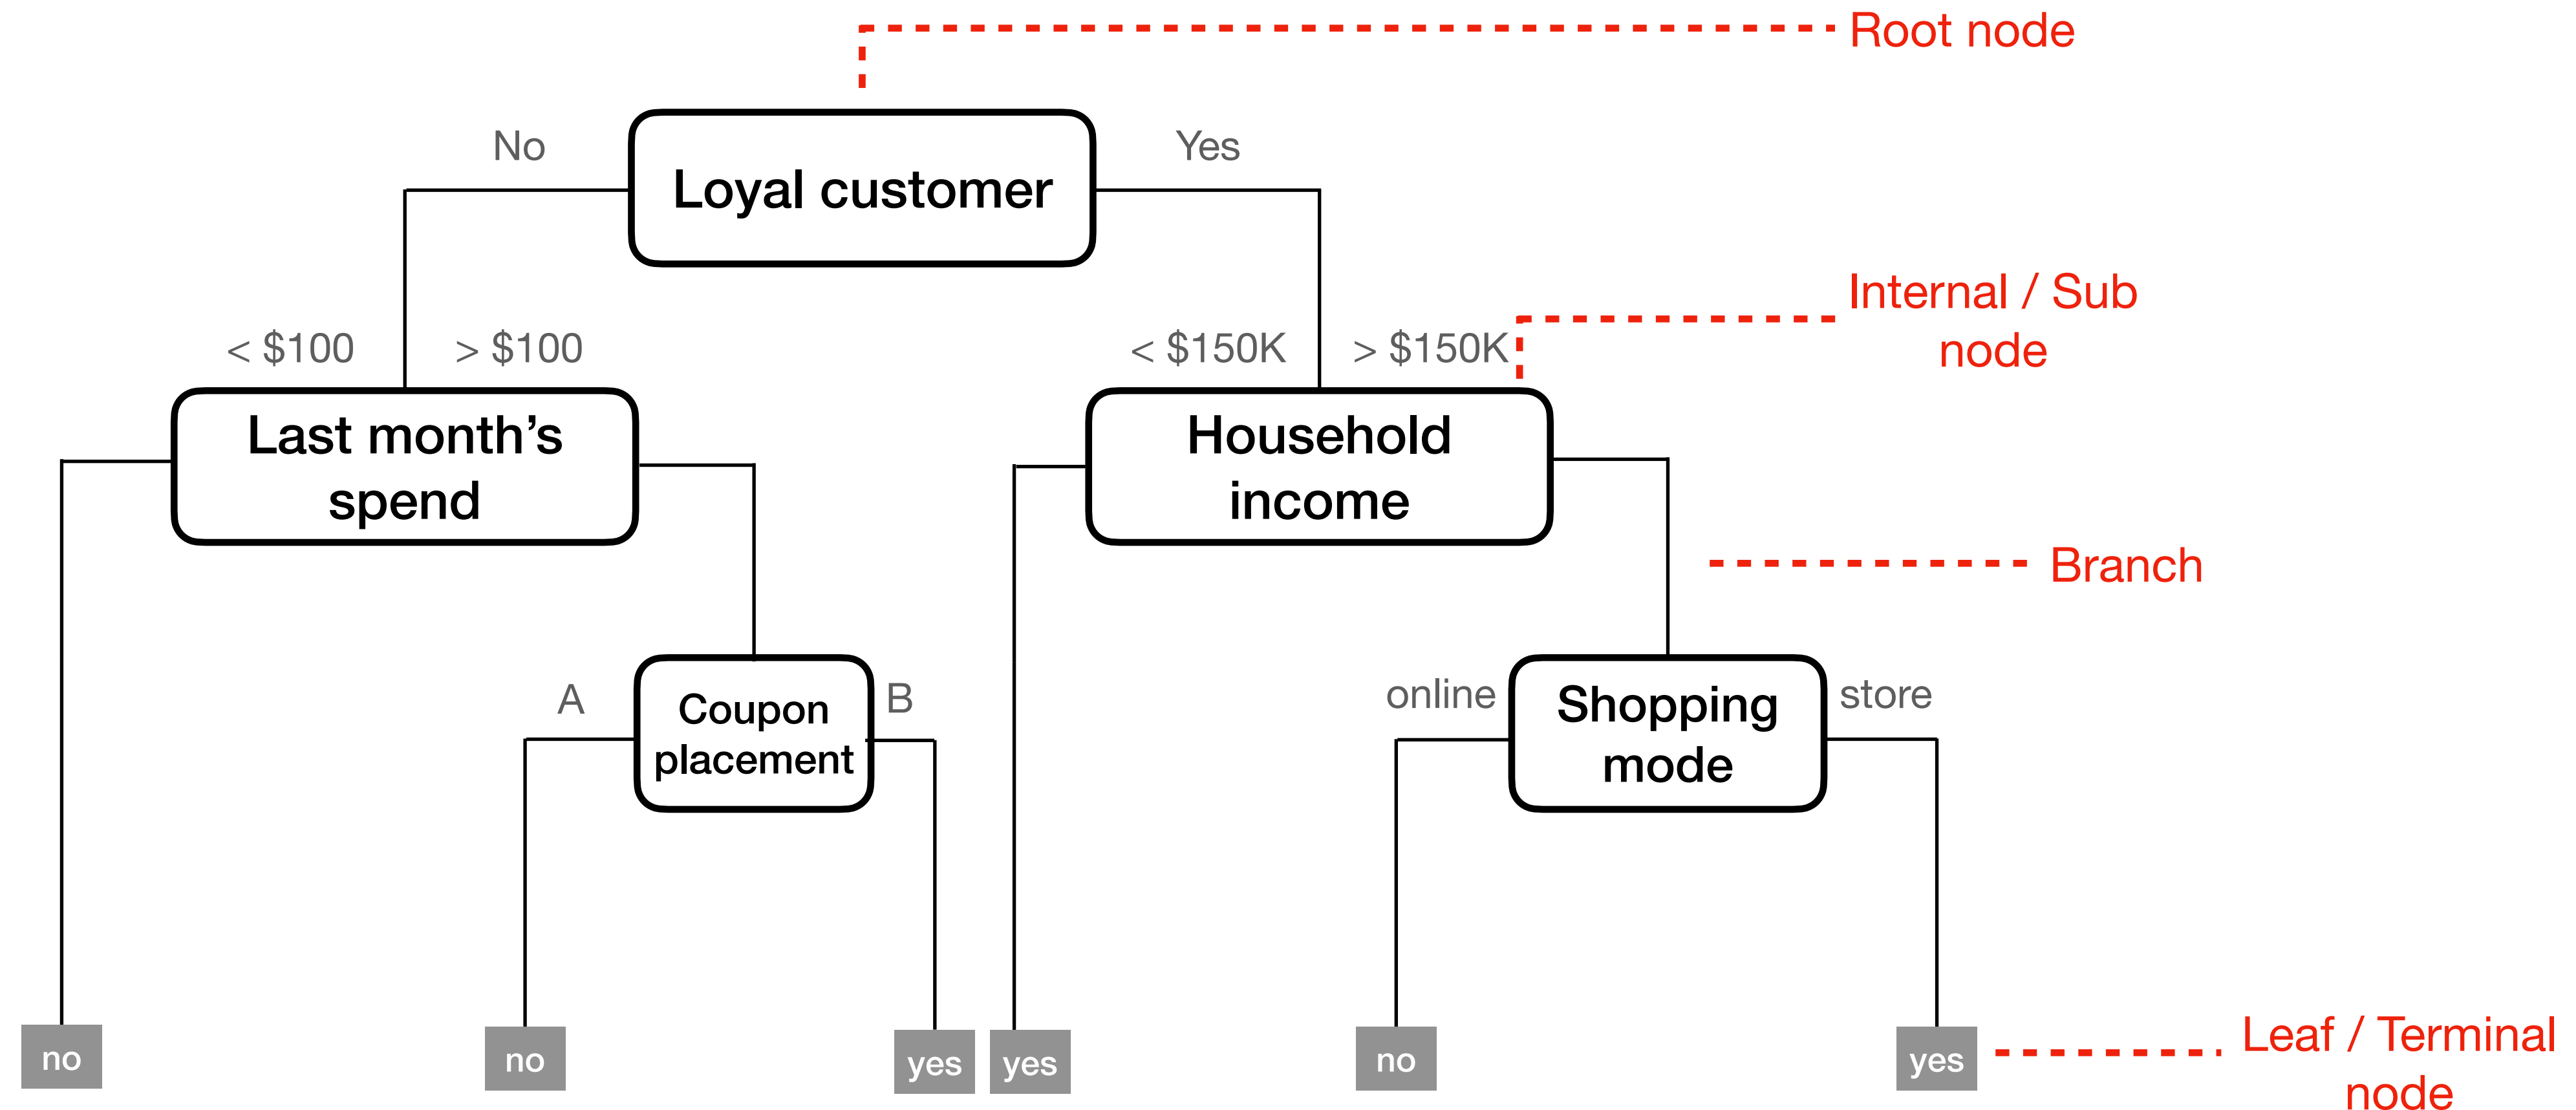 Root node
No
Yes
Loyal customer
Internal / Sub
node
< $100
> $100
< $150K
> $150K
Last month’s
spend
Household
income
Branch
A
Coupon
placement
B
online
Shopping
mode
store
no
no
yes
yes
no
yes
Leaf / Terminal
node